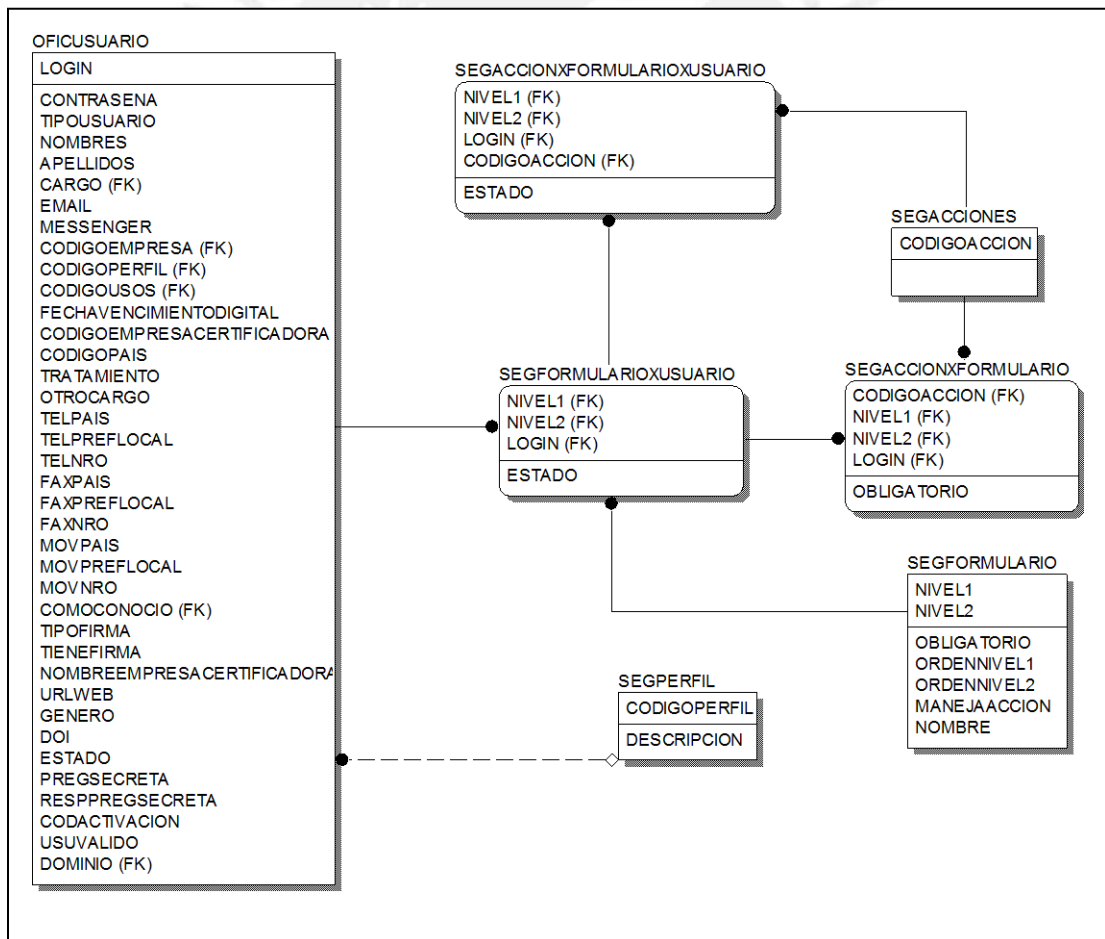 OFICUSUARIO
LOGIN
CONTRASENA
TIPOUSUARIO
NOMBRES
APELLIDOS
CARGO (FK)
EMAIL
MESSENGER
CODIGOEMPRESA (FK)
CODIGOPERFIL (FK)
CODIGOUSOS (FK)
FECHAVENCIMIENTODIGITAL
CODIGOEMPRESACERTIFICADORA
CODIGOPAIS
TRATAMIENTO
OTROCARGO
TELPAIS
TELPREFLOCAL
TELNRO
FAXPAIS
FAXPREFLOCAL
FAXNRO
MOVPAIS
MOVPREFLOCAL
MOVNRO
COMOCONOCIO (FK)
TIPOFIRMA
TIENEFIRMA
NOMBREEMPRESACERTIFICADORA
URLWEB
GENERO
DOI
ESTADO
PREGSECRETA
RESPPREGSECRETA
CODACTIVACION
USUVALIDO
DOMINIO (FK)
SEGACCIONXFORMULARIOXUSUARIO
NIVEL1 (FK)
NIVEL2 (FK)
LOGIN (FK)
CODIGOACCION (FK)
ESTADO
SEGACCIONES
CODIGOACCION
SEGFORMULARIOXUSUARIO
NIVEL1 (FK)
NIVEL2 (FK)
LOGIN (FK)
ESTADO
SEGACCIONXFORMULARIO
CODIGOACCION (FK)
NIVEL1 (FK)
NIVEL2 (FK)
LOGIN (FK)
OBLIGATORIO
SEGFORMULARIO
NIVEL1
NIVEL2
OBLIGATORIO
ORDENNIVEL1
ORDENNIVEL2
MANEJAACCION
NOMBRE
SEGPERFIL
CODIGOPERFIL
DESCRIPCION